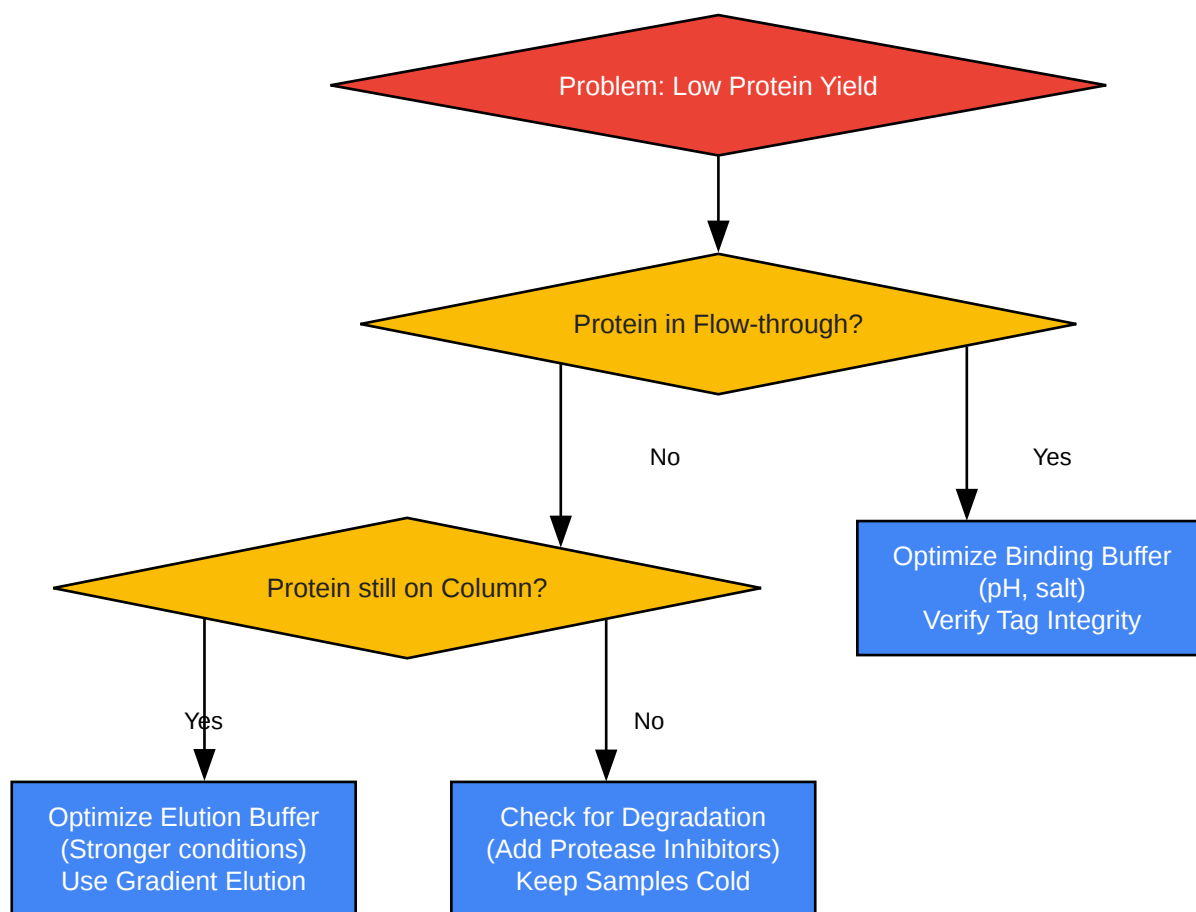 Problem: Low Protein Yield
Protein in Flow-through?
No
Yes
Protein still on Column?
Optimize Binding Buffer
(pH, salt)
Verify Tag Integrity
Yes
No
Optimize Elution Buffer
(Stronger conditions)
Use Gradient Elution
Check for Degradation
(Add Protease Inhibitors)
Keep Samples Cold